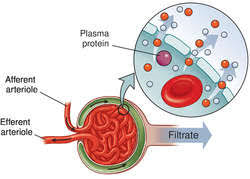 Plasma
protein
Afferent
arteriole
Efferent
arteriole
Filtrate